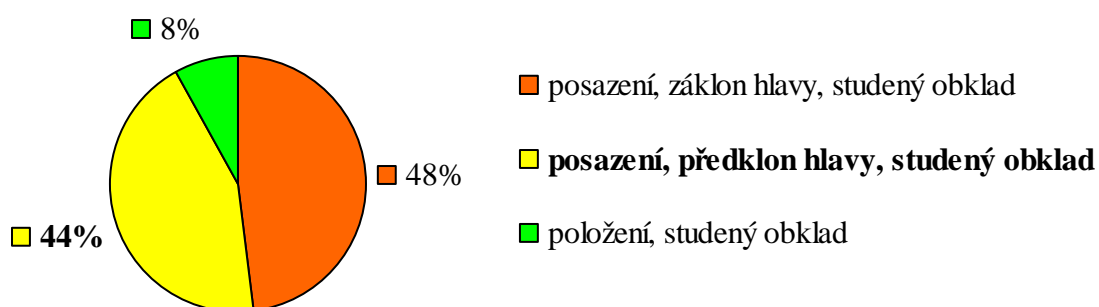 8%
posazení, záklon hlavy, studený obklad
posazení, předklon hlavy, studený obklad
48%
44%
položení, studený obklad